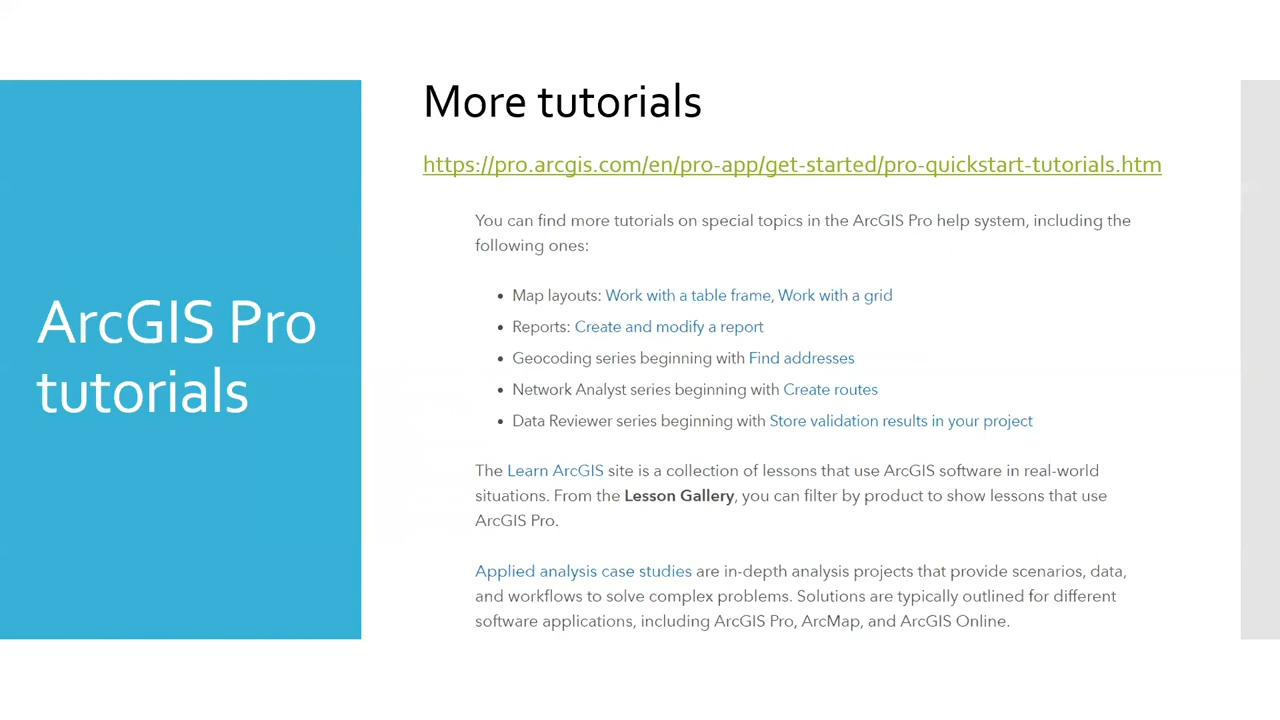 ArcGIS Pro
tutorials
More tutorials
https://pro.arcgis.com/en/pro-app/get-started/pro-quickstart-tutorials.htm
You can find more tutorials on special topics in the ArcGIS Pro help system, including the
following ones:
• Map layouts: Work with a table frame, Work with a grid
• Reports: Create and modify a report
• Geocoding series beginning with Find addresses
• Network Analyst series beginning with Create routes
• Data Reviewer series beginning with Store validation results in your project
The Learn ArcGIS site is a collection of lessons that use ArcGIS software in real-world
situations. From the Lesson Gallery, you can filter by product to show lessons that use
ArcGIS Pro.
Applied analysis case studies are in-depth analysis projects that provide scenarios, data,
and workflows to solve complex problems. Solutions are typically outlined for different
software applications, including ArcGIS Pro, ArcMap, and ArcGIS Online.